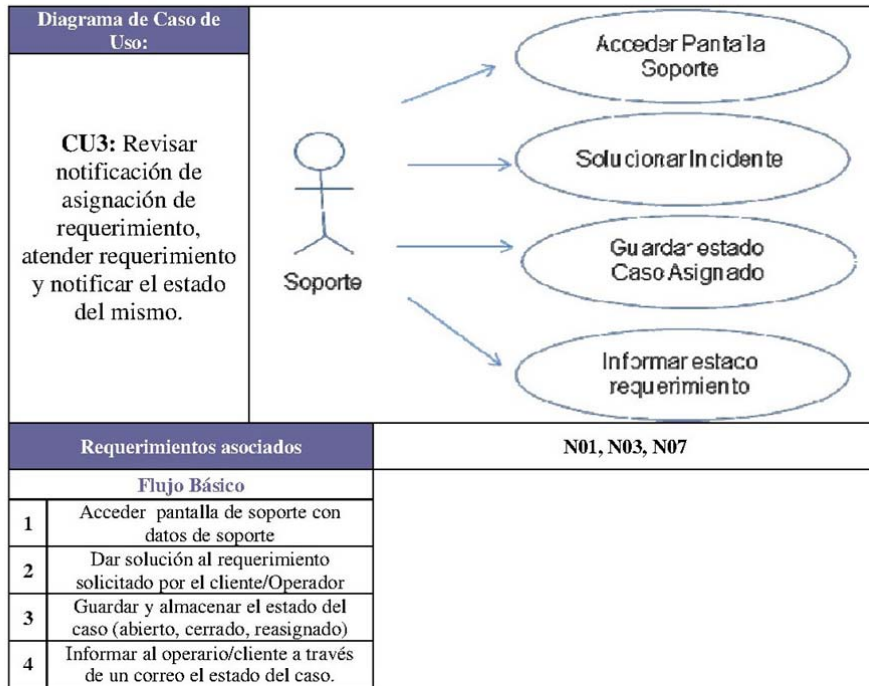 Diagrama de Caso de
Uso:
CU3: Revisar
notificación de
asignación de
requerimiento,
atender requerimiento
y notificar el estado
del mismo.
Soporte
Acceder Pantalla
Soporte
Solucionar Incidente
Guardar estado
Caso Asignado
Informar estaco
requerimiento
Requerimientos asociados
N01, N03, N07
Flujo Básico
1
Acceder pantalla de soporte con
datos de soporte
2
Dar solución al requerimiento
solicitado por el cliente/Operador
3
Guardar y almacenar el estado del
caso (abierto, cerrado, reasignado)
4
Informar al operario/cliente a través
de un correo el estado del caso.